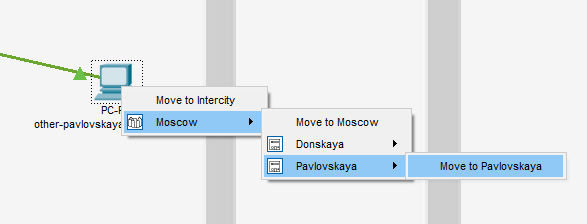 PC-
other-pavlovskaya
Move to Intercity
Moscow
Move to Moscow
Donskaya
Pavlovskaya
Move to Pavlovskaya